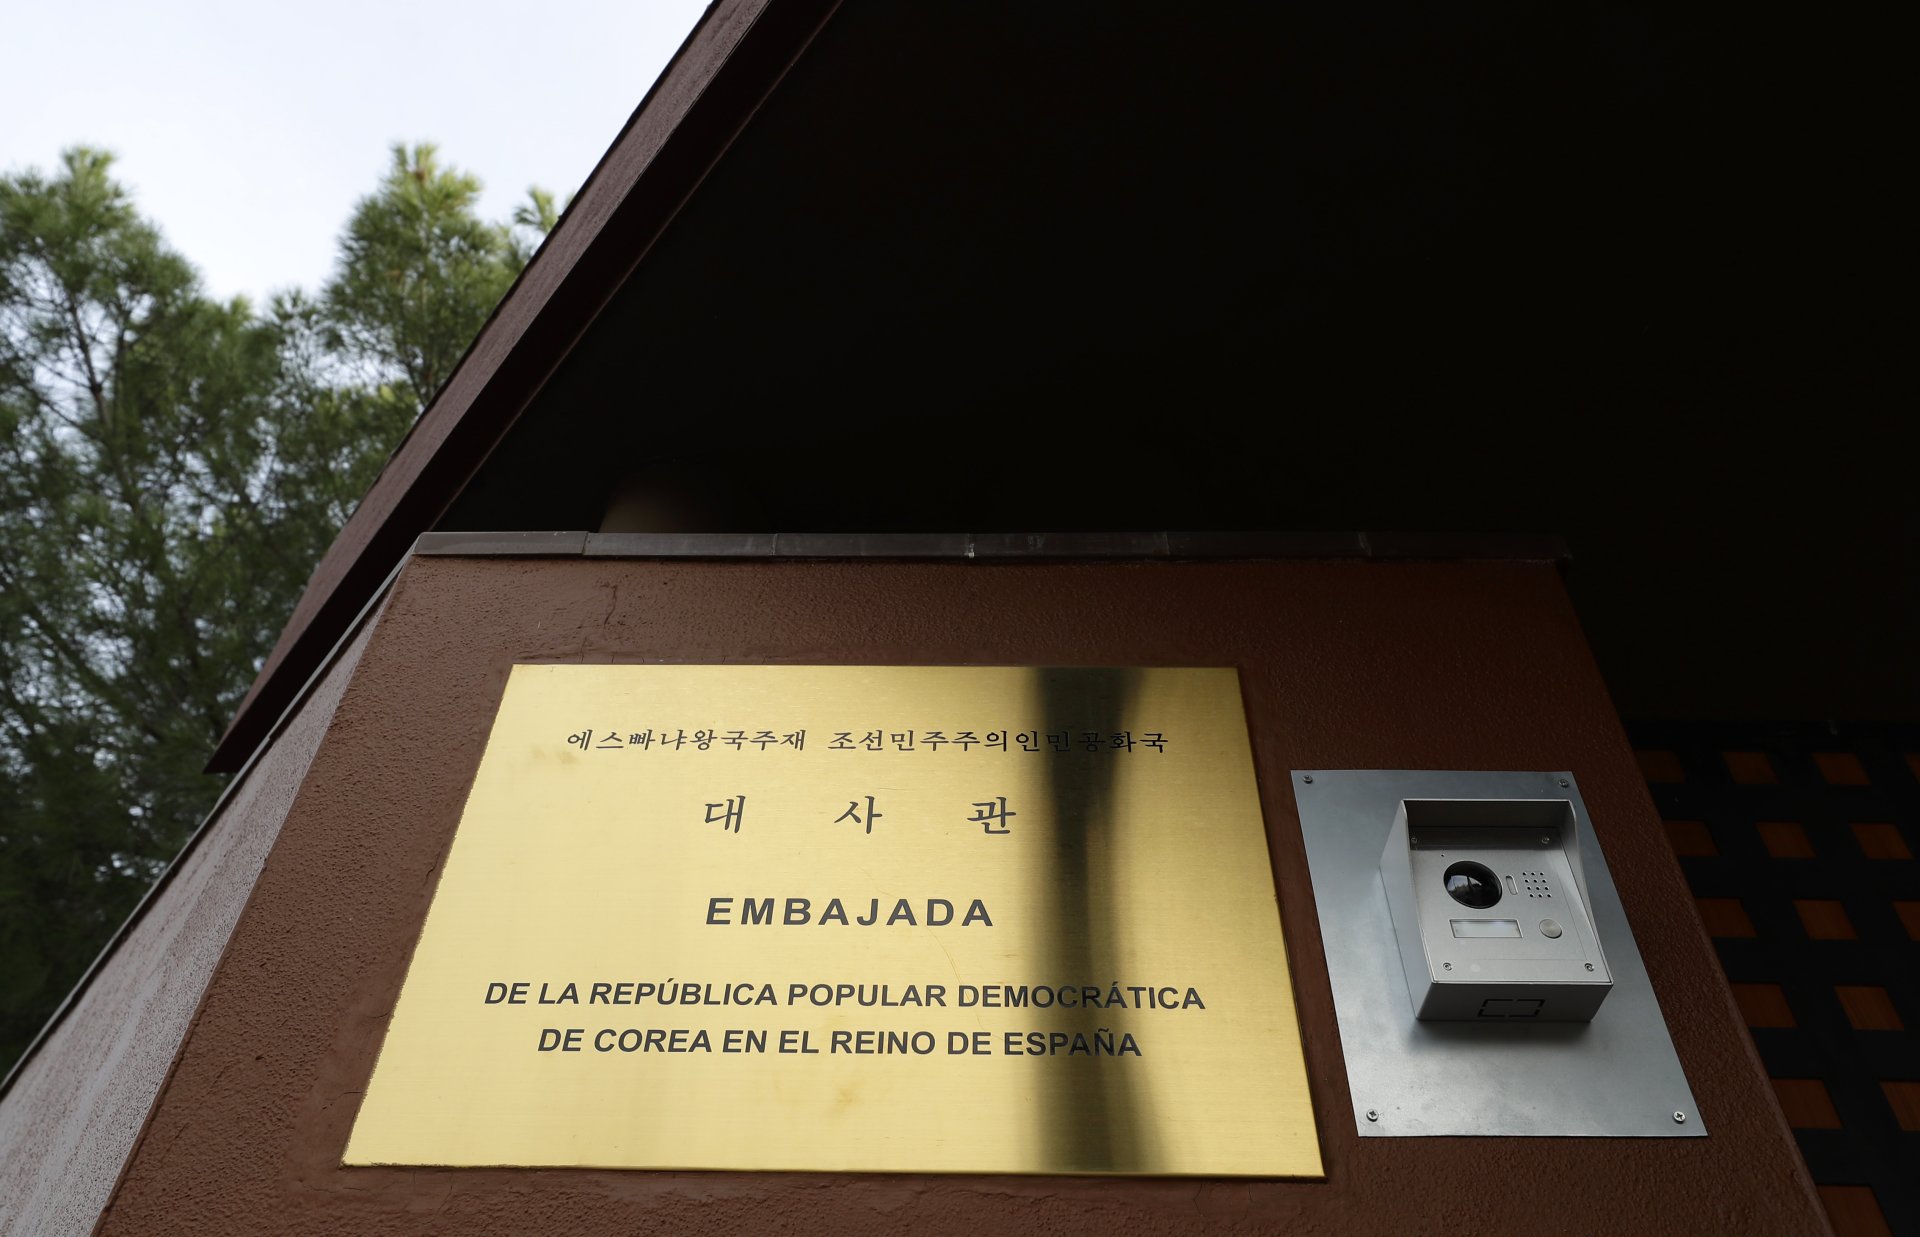 에스빠냐왕국주재 조선민주주의인민공화국
대 사 관
EMBAJADA
DE LA REPÚBLICA POPULAR DEMOCRÁTICA
DE COREA EN EL REINO DE ESPAÑA